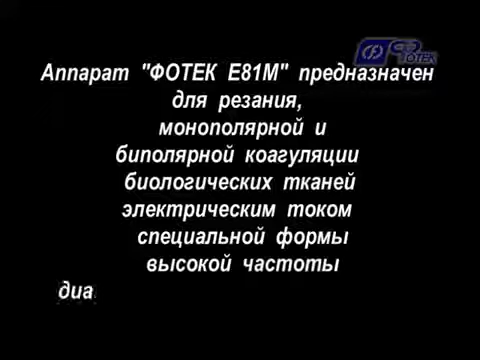 ФОТЕК
Аппарат "ФОТЕК Е81М" предназначен
для резания,
монополярной и
биполярной коагуляции
биологических тканей
электрическим током
специальной формы
высокой частоты
диа